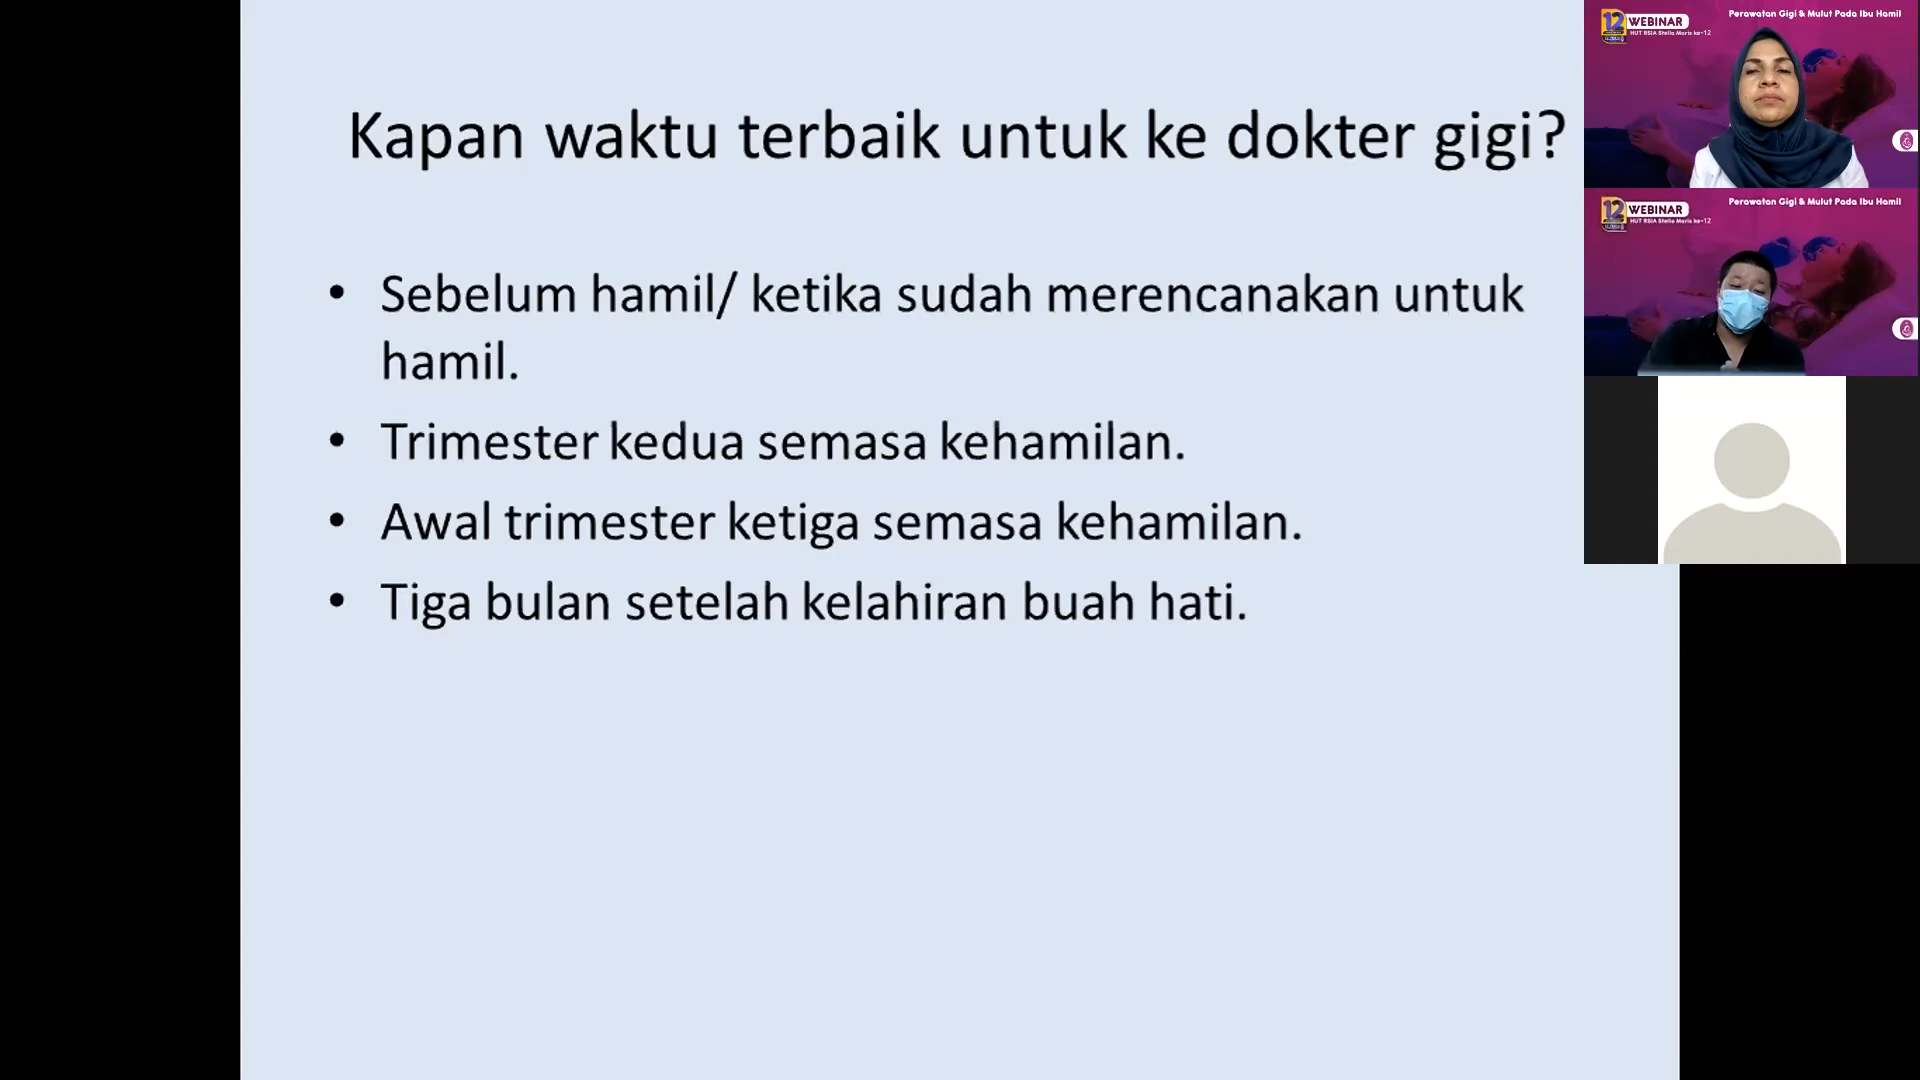 Kapan waktu terbaik untuk ke dokter gigi?
• Sebelum hamil/ ketika sudah merencanakan untuk
hamil.
• Trimester kedua semasa kehamilan.
• Awal trimester ketiga semasa kehamilan.
• Tiga bulan setelah kelahiran buah hati.
12 WEBINAR
HUT RSIA Stella Maris ke-12
Perawatan Gigi & Mulut Pada Ibu Hamil
12 WEBINAR
HUT RSIA Stella Maris ke-12
Perawatan Gigi & Mulut Pada Ibu Hamil